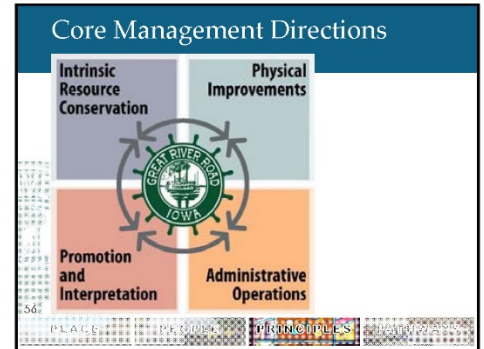 Core Management Directions
Intrinsic
Resource
Conservation
Physical
Improvements
GREAT RIVER ROAD
IOWA
Promotion
and
Interpretation
Administrative
Operations
56
PLACE PEOPLE PRINCIPLES PATHWAYS